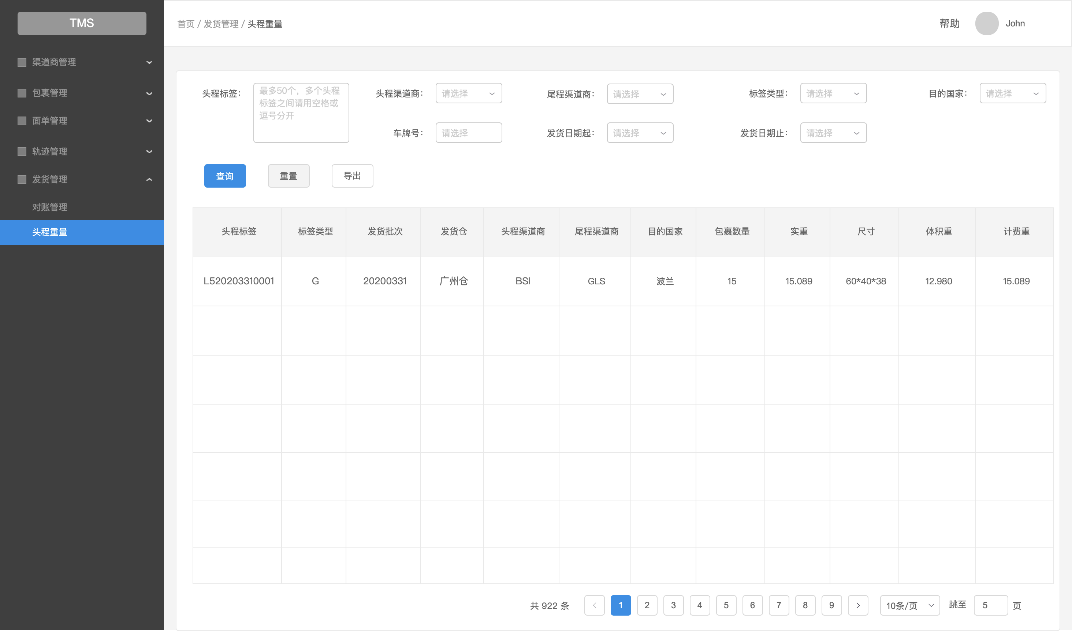 TMS
首页 / 发货管理 / 头程重量
帮助
John
渠道商管理
包裹管理
面单管理
轨迹管理
发货管理
对账管理
头程重量
头程标签:
最多50个，多个头程
标签之间请用空格或
逗号分开
头程渠道商: 请选择
尾程渠道商: 请选择
标签类型: 请选择
目的国家: 请选择
车牌号: 请选择
发货日期起: 请选择
发货日期止: 请选择
查询 重置 导出
头程标签 标签类型 发货批次 发货仓 头程渠道商 尾程渠道商 目的国家 包裹数量 实重 尺寸 体积重 计费重
L520203310001 G 20200331 广州仓 BSI GLS 波兰 15 15.089 60*40*38 12.980 15.089
共 922 条 < 1 2 3 4 5 6 7 8 9 > 10条/页 跳至 5 页